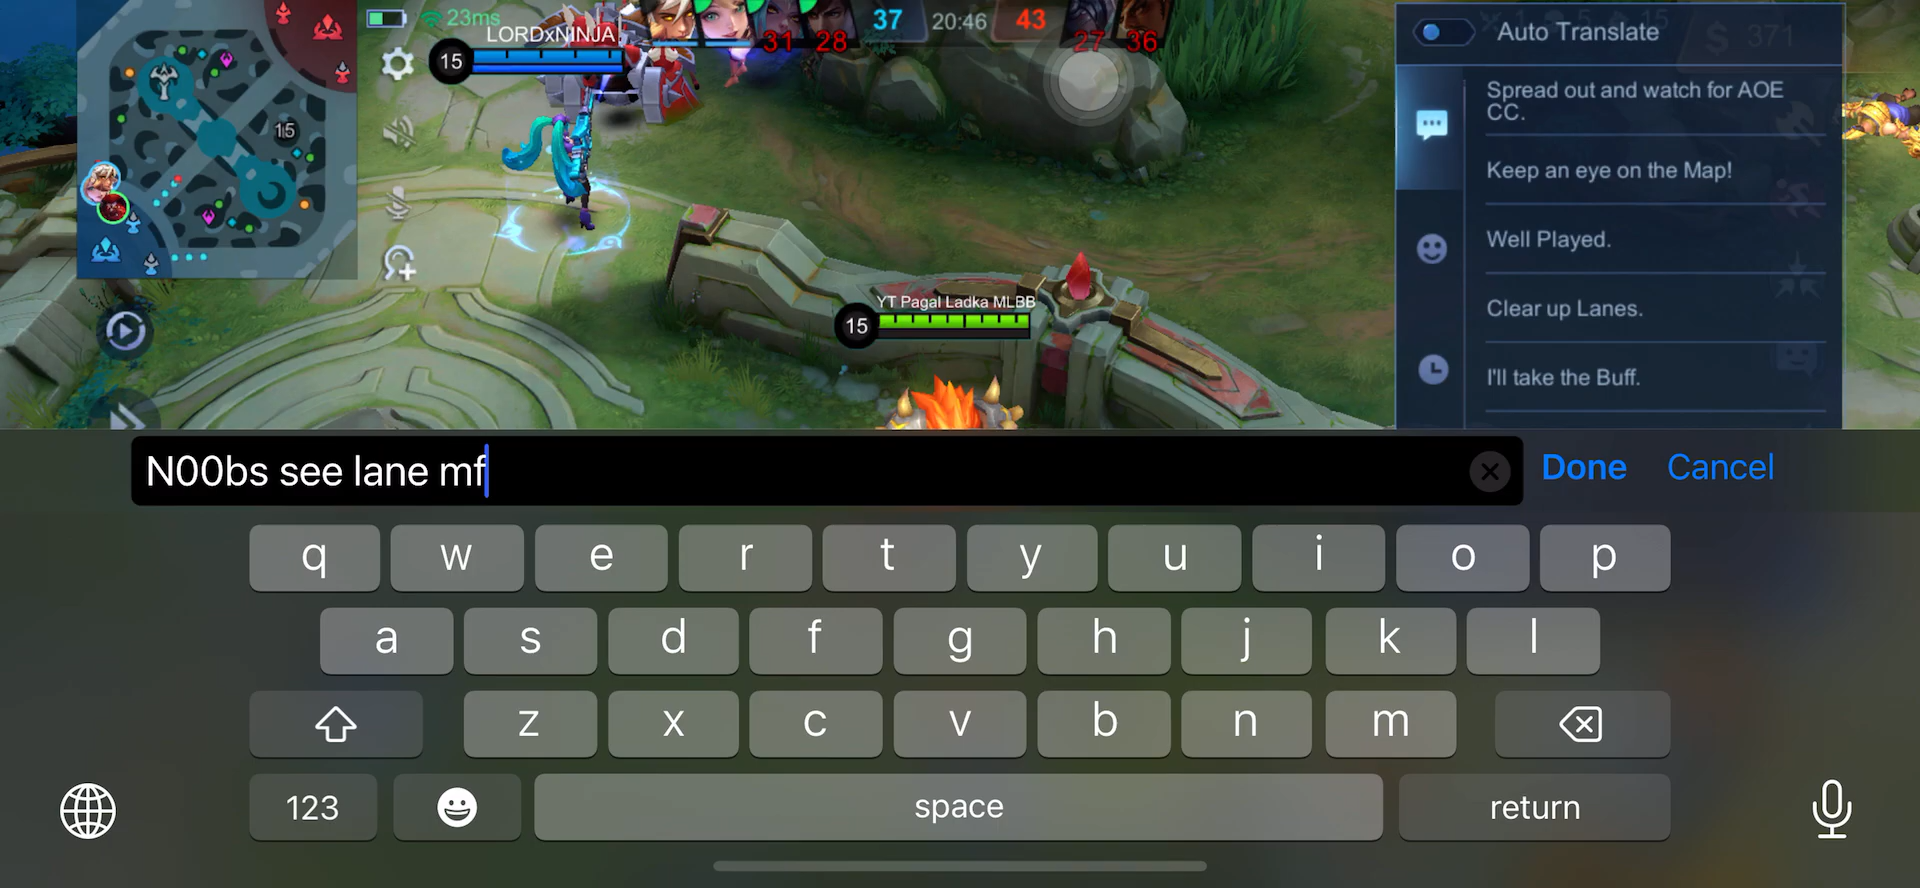 23ms
LORDxNINJA
15
15
31
28
37
20:46
43
27
36
Auto Translate
371
Spread out and watch for AOE
CC.
Keep an eye on the Map!
Well Played.
Clear up Lanes.
I'll take the Buff.
YT Pagal Ladka MLBB
15
N00bs see lane mf
Done
Cancel
q w e r t y u i o p
a s d f g h j k l
z x c v b n m
123
space
return